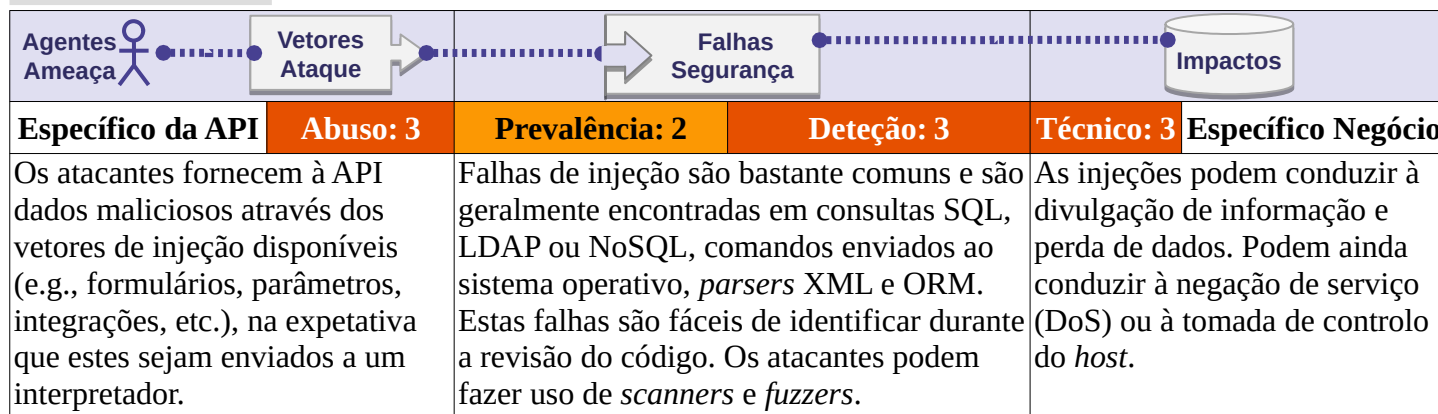 Agentes
Ameaça
Vetores
Ataque
Falhas
Segurança
Impactos
Específico da API
Abuso: 3
Prevalência: 2
Deteção: 3
Técnico: 3
Específico Negócio
Os atacantes fornecem à API
dados maliciosos através dos
vetores de injeção disponíveis
(e.g., formulários, parâmetros,
integrações, etc.), na expetativa
que estes sejam enviados a um
interpretador.
Falhas de injeção são bastante comuns e são
geralmente encontradas em consultas SQL,
LDAP ou NoSQL, comandos enviados ao
sistema operativo, parsers XML e ORM.
Estas falhas são fáceis de identificar durante
a revisão do código. Os atacantes podem
fazer uso de scanners e fuzzers.
As injeções podem conduzir à
divulgação de informação e
perda de dados. Podem ainda
conduzir à negação de serviço
(DoS) ou à tomada de controlo
do host.